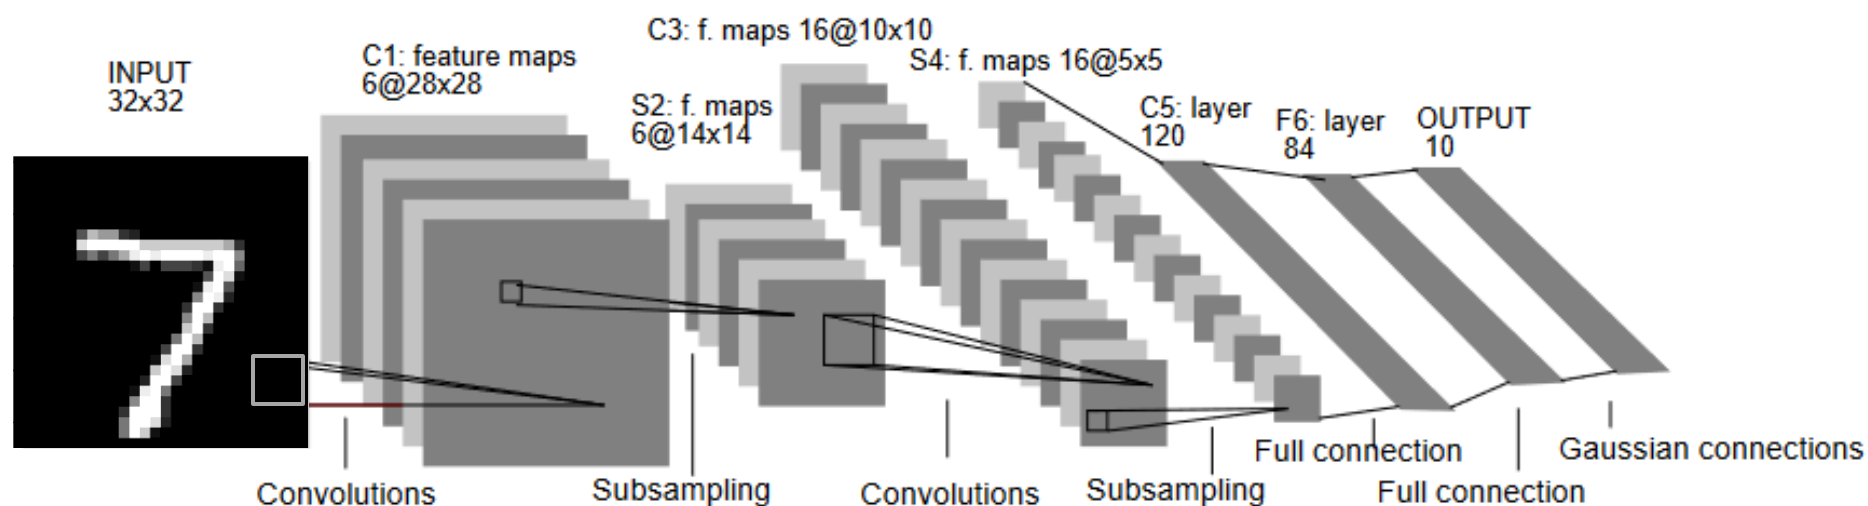 INPUT
32x32
C1: feature maps
6@28x28
S2: f. maps
6@14x14
C3: f. maps 16@10x10
S4: f. maps 16@5x5
C5: layer
120
F6: layer
84
OUTPUT
10
Convolutions
Subsampling
Convolutions
Subsampling
Full connection
Full connection
Gaussian connections